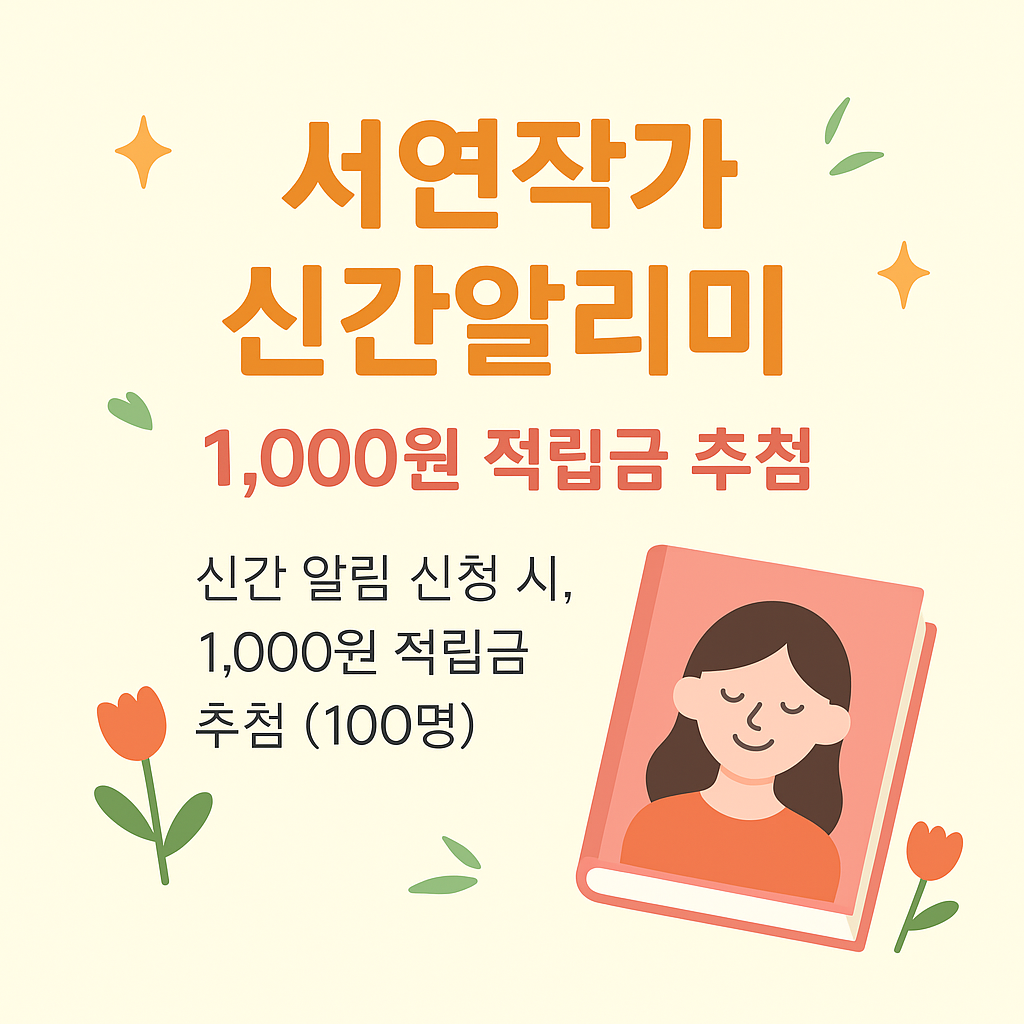 서연작가
신간알리미
1,000원 적립금 추첨
신간 알림 신청 시,
1,000원 적립금
추첨 (100명)